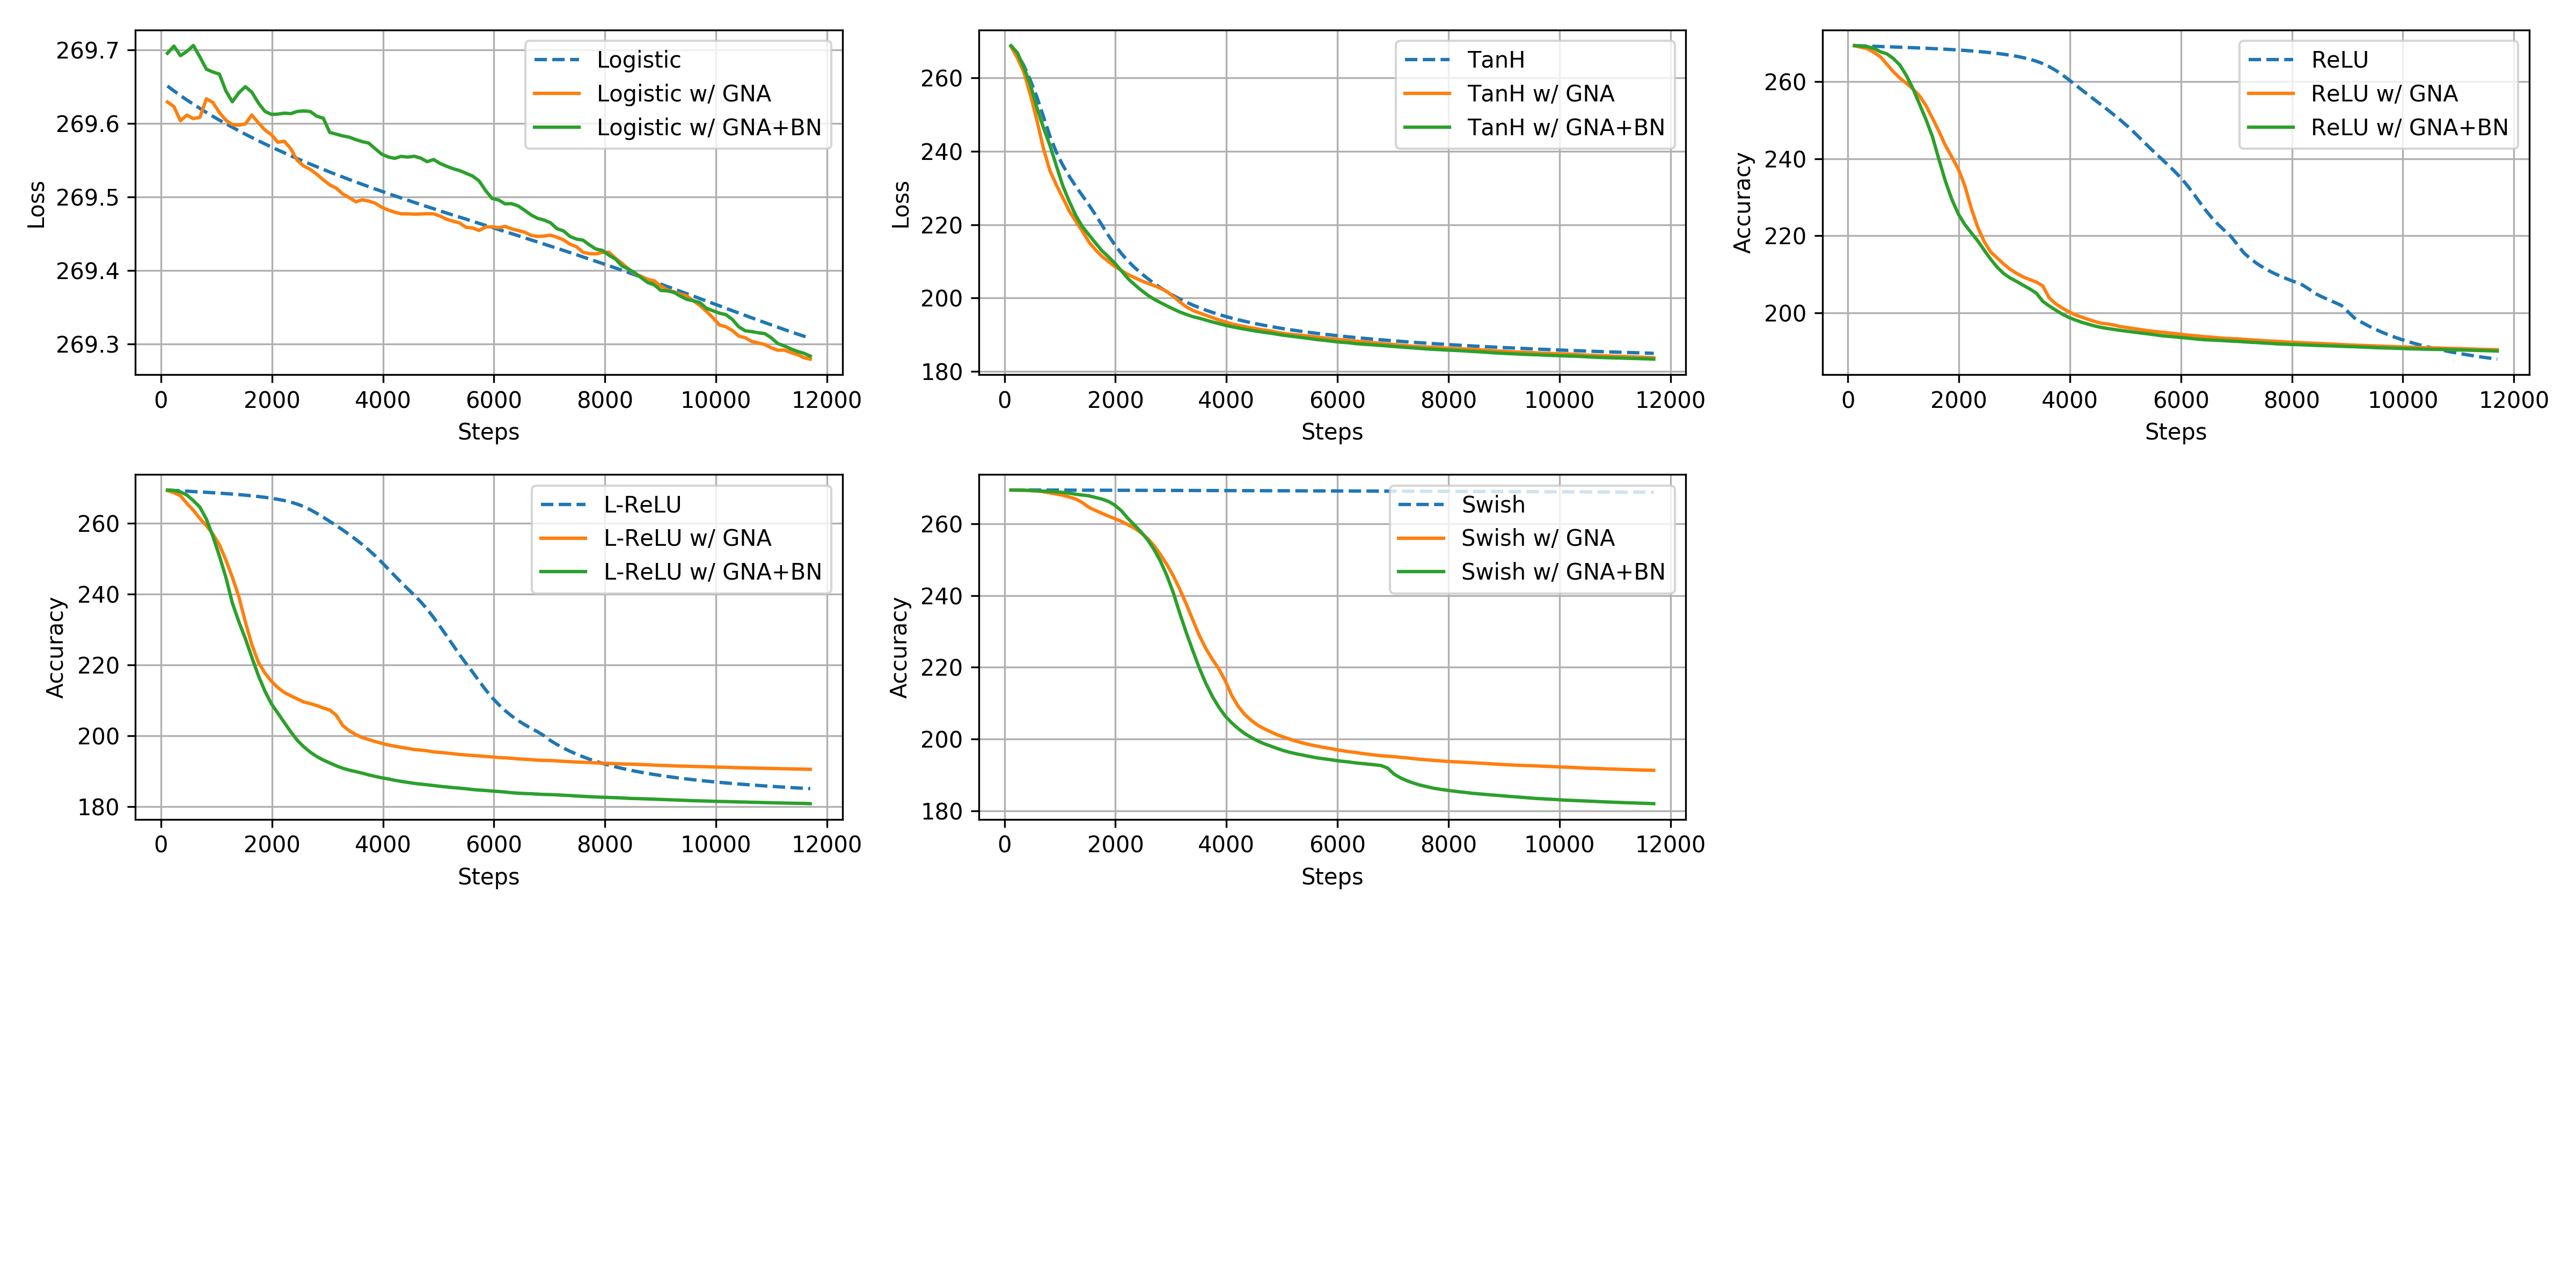 269.7
269.6
269.5
269.4
269.3
Loss
0 2000 4000 6000 8000 10000 12000
Steps
Logistic
Logistic w/ GNA
Logistic w/ GNA+BN
260
240
220
200
180
Loss
0 2000 4000 6000 8000 10000 12000
Steps
TanH
TanH w/ GNA
TanH w/ GNA+BN
260
240
220
200
Accuracy
0 2000 4000 6000 8000 10000 12000
Steps
ReLU
ReLU w/ GNA
ReLU w/ GNA+BN
260
240
220
200
180
Accuracy
0 2000 4000 6000 8000 10000 12000
Steps
L-ReLU
L-ReLU w/ GNA
L-ReLU w/ GNA+BN
260
240
220
200
180
Accuracy
0 2000 4000 6000 8000 10000 12000
Steps
Swish
Swish w/ GNA
Swish w/ GNA+BN